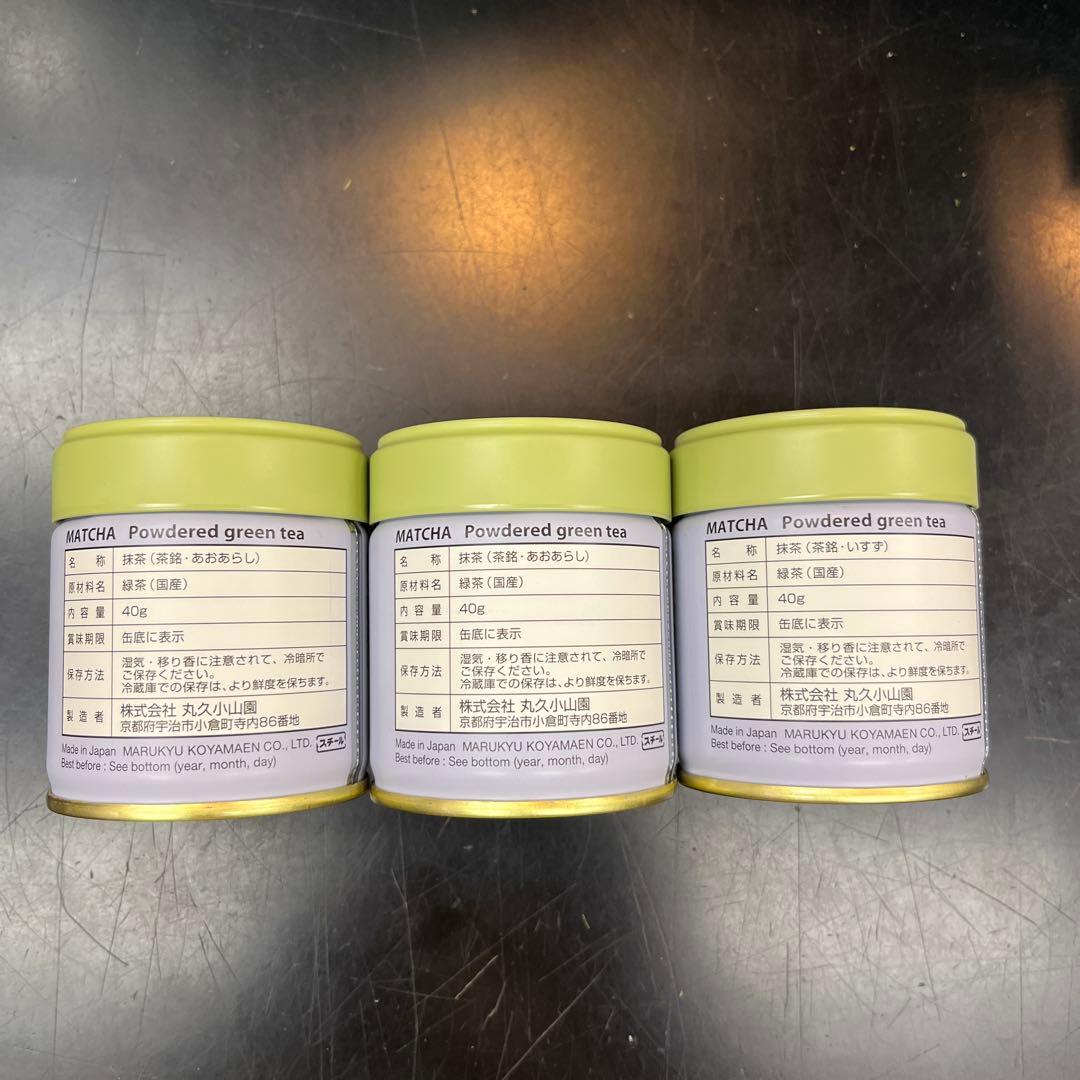 MATCHA Powdered green tea
名 称 抹茶（茶銘・あおあらし）
原材料名 緑茶（国産）
内容量 40g
賞味期限 缶底に表示
保存方法 湿気・移り香に注意されて、冷暗所で
ご保存ください。
冷蔵庫での保存は、より鮮度を保ちます。
製造者 株式会社 丸久小山園
京都府宇治市小倉町寺内86番地
Made in Japan MARUKYU KOYAMAEN CO., LTD. スチール
Best before : See bottom (year, month, day)
MATCHA Powdered green tea
名 称 抹茶（茶銘・あおあらし）
原材料名 緑茶（国産）
内容量 40g
賞味期限 缶底に表示
保存方法 湿気・移り香に注意されて、冷暗所で
ご保存ください。
冷蔵庫での保存は、より鮮度を保ちます。
製造者 株式会社 丸久小山園
京都府宇治市小倉町寺内86番地
Made in Japan MARUKYU KOYAMAEN CO., LTD. スチール
Best before : See bottom (year, month, day)
MATCHA Powdered green tea
名 称 抹茶（茶銘・いすず）
原材料名 緑茶（国産）
内容量 40g
賞味期限 缶底に表示
保存方法 湿気・移り香に注意されて、冷暗所で
ご保存ください。
冷蔵庫での保存は、より鮮度を保ちます。
製造者 株式会社 丸久小山園
京都府宇治市小倉町寺内86番地
Made in Japan MARUKYU KOYAMAEN CO., LTD. スチール
Best before : See bottom (year, month, day)